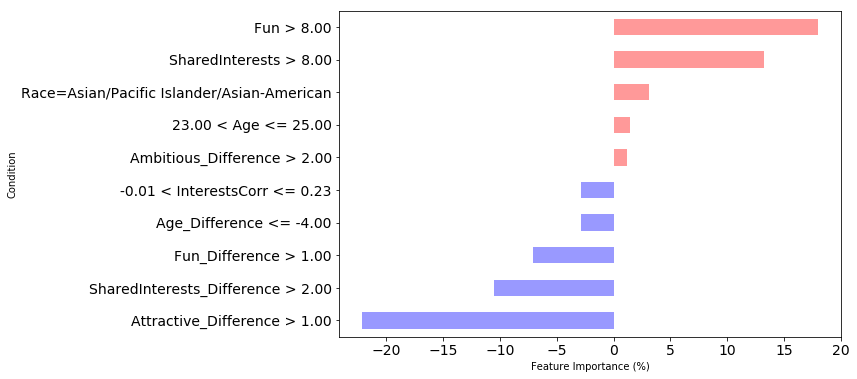 Fun > 8.00
SharedInterests > 8.00
Race=Asian/Pacific Islander/Asian-American
23.00 < Age <= 25.00
Ambitious_Difference > 2.00
-0.01 < InterestsCorr <= 0.23
Age_Difference <= -4.00
Fun_Difference > 1.00
SharedInterests_Difference > 2.00
Attractive_Difference > 1.00
Condition
−20 −15 −10 −5 0 5 10 15 20
Feature Importance (%)